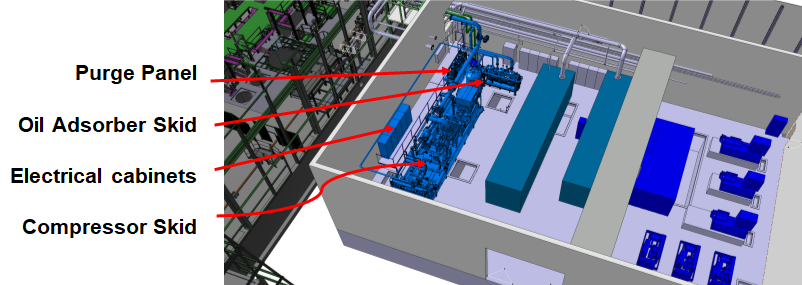 Purge Panel
Oil Adsorber Skid
Electrical cabinets
Compressor Skid